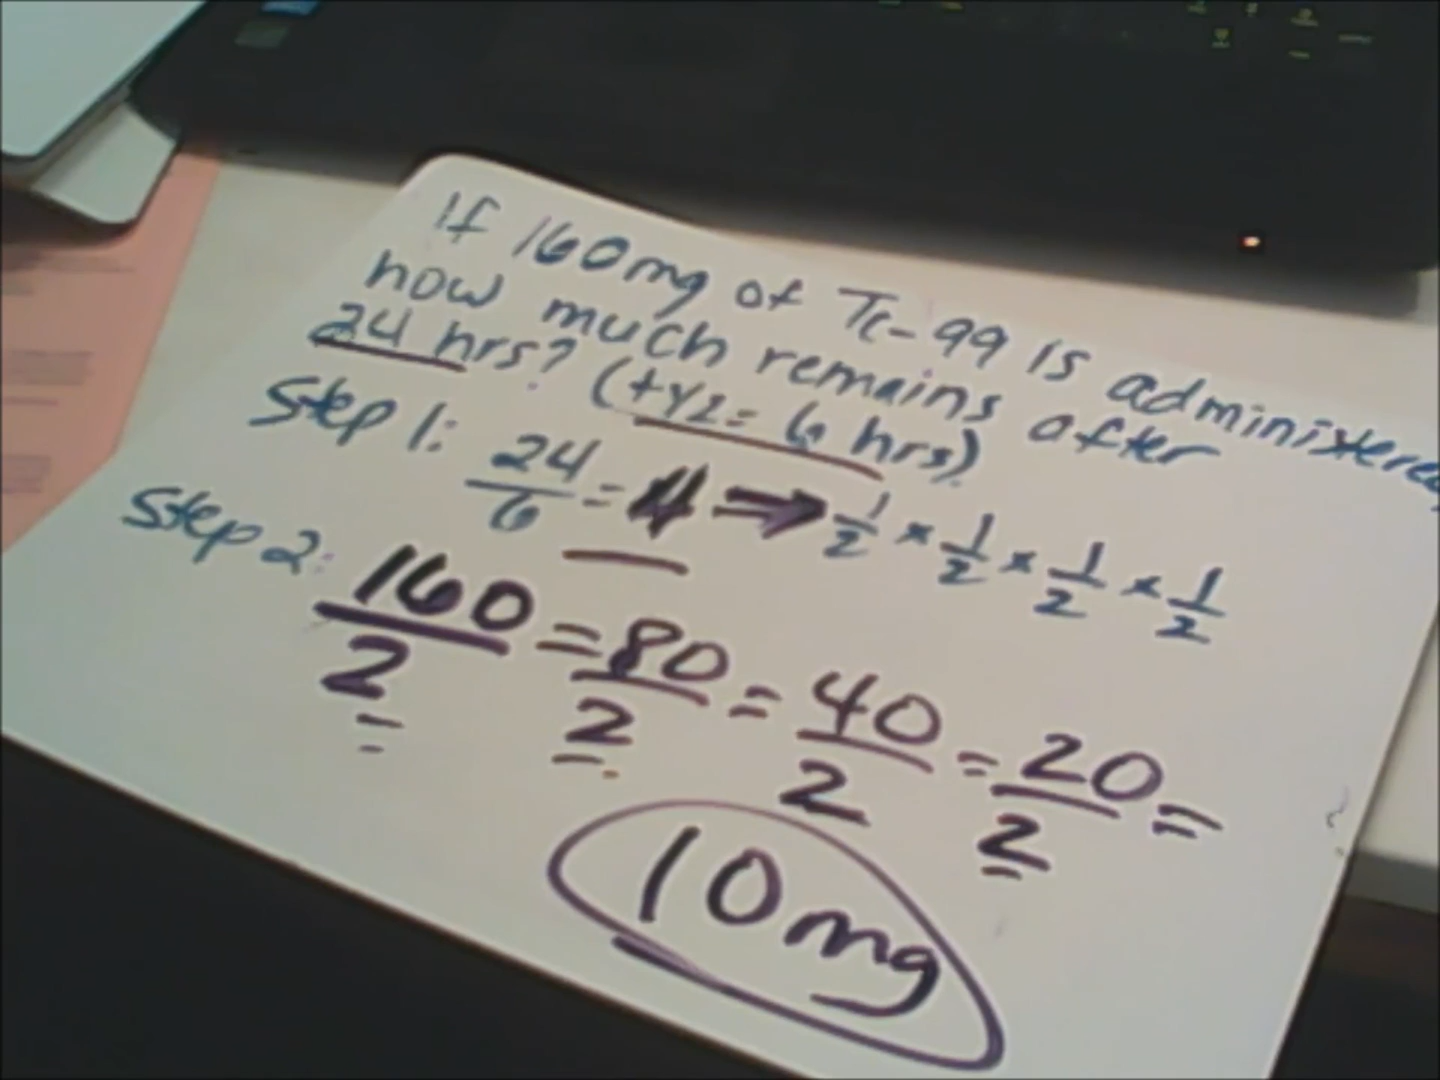 If 160mg of Tc-99 is administered,
how much remains after
24 hrs? (t 1/2 = 6 hrs)
Step 1: 24/6 = 4 ⇒ 1/2 × 1/2 × 1/2 × 1/2
Step 2: 160/2 = 80/2 = 40/2 = 20/2 =
10mg